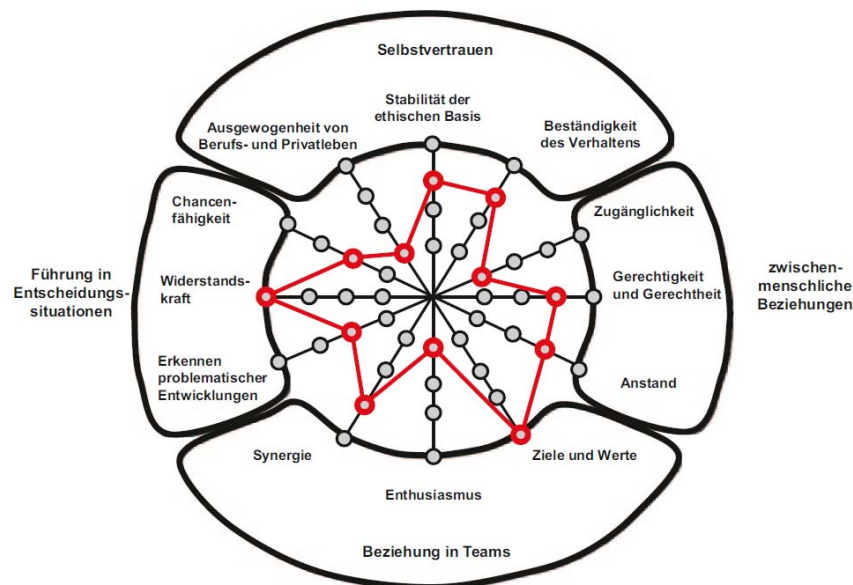 Selbstvertrauen
Stabilität der
ethischen Basis
Ausgewogenheit von
Berufs- und Privatleben
Beständigkeit
des Verhaltens
Chancen-
fähigkeit
Zugänglichkeit
Führung in
Entscheidungs-
situationen
Widerstands-
kraft
Gerechtigkeit
und Gerechtheit
zwischen-
menschliche
Beziehungen
Erkennen
problematischer
Entwicklungen
Anstand
Synergie
Ziele und Werte
Enthusiasmus
Beziehung in Teams